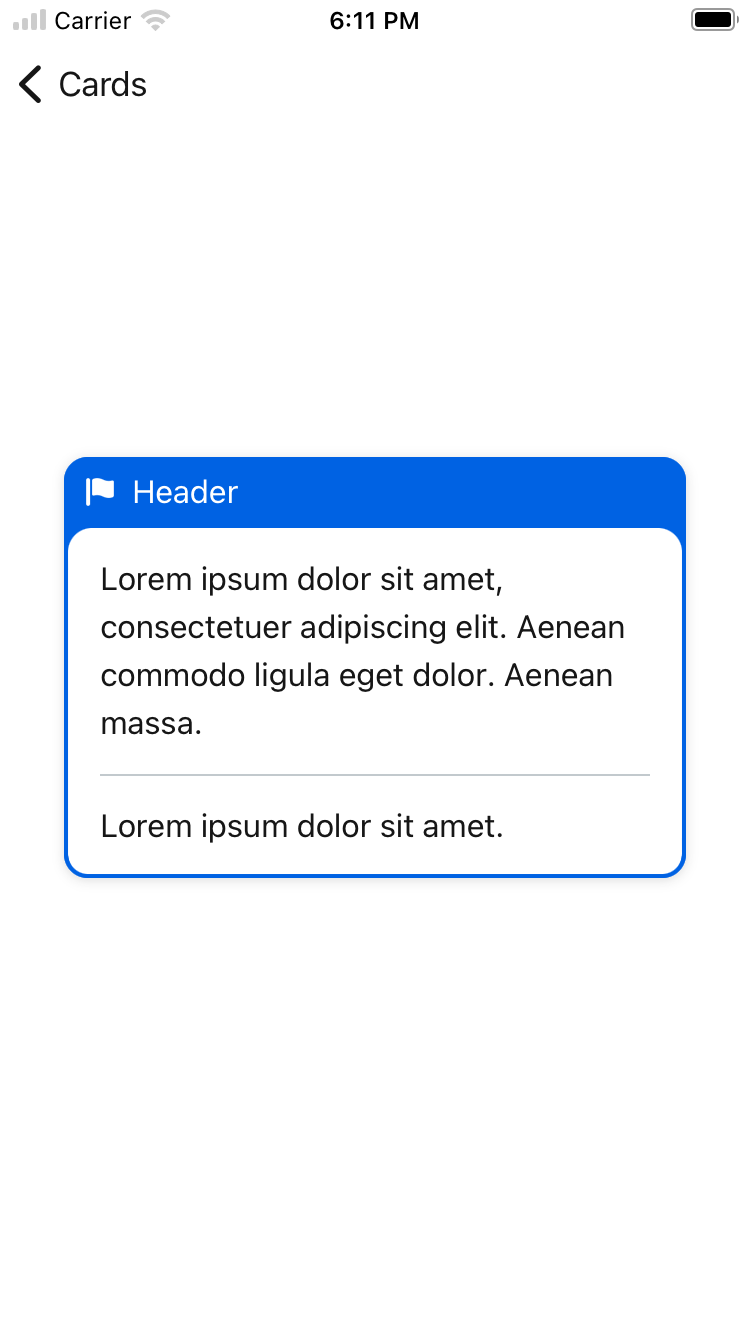 Carrier
6:11 PM
Cards
Header
Lorem ipsum dolor sit amet,
consectetuer adipiscing elit. Aenean
commodo ligula eget dolor. Aenean
massa.
Lorem ipsum dolor sit amet.